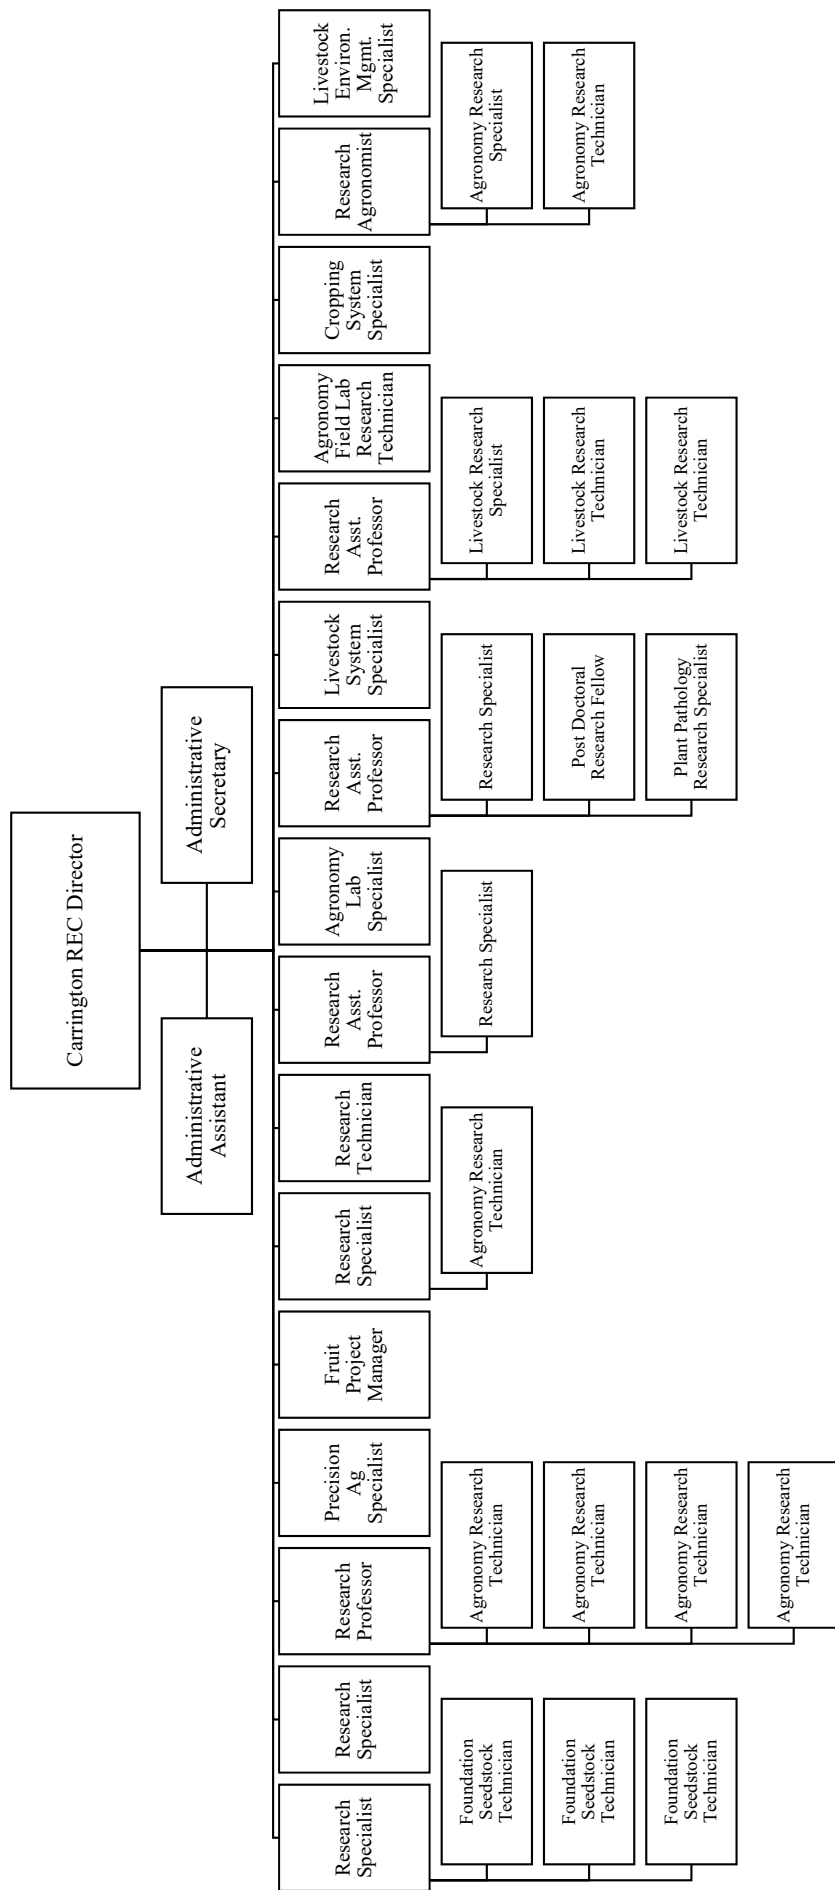 Carrington REC Director
Administrative
Assistant
Administrative
Secretary
Research
Specialist
Research
Specialist
Research
Professor
Precision
Ag
Specialist
Fruit
Project
Manager
Research
Specialist
Research
Technician
Research
Asst.
Professor
Agronomy
Lab
Specialist
Research
Asst.
Professor
Livestock
System
Specialist
Research
Asst.
Professor
Agronomy
Field Lab
Research
Technician
Cropping
System
Specialist
Research
Agronomist
Livestock
Environ.
Mgmt.
Specialist
Foundation
Seedstock
Technician
Foundation
Seedstock
Technician
Foundation
Seedstock
Technician
Agronomy Research
Technician
Agronomy Research
Technician
Agronomy Research
Technician
Agronomy Research
Technician
Agronomy Research
Technician
Research Specialist
Research Specialist
Post Doctoral
Research Fellow
Plant Pathology
Research Specialist
Livestock Research
Specialist
Livestock Research
Technician
Livestock Research
Technician
Agronomy Research
Specialist
Agronomy Research
Technician